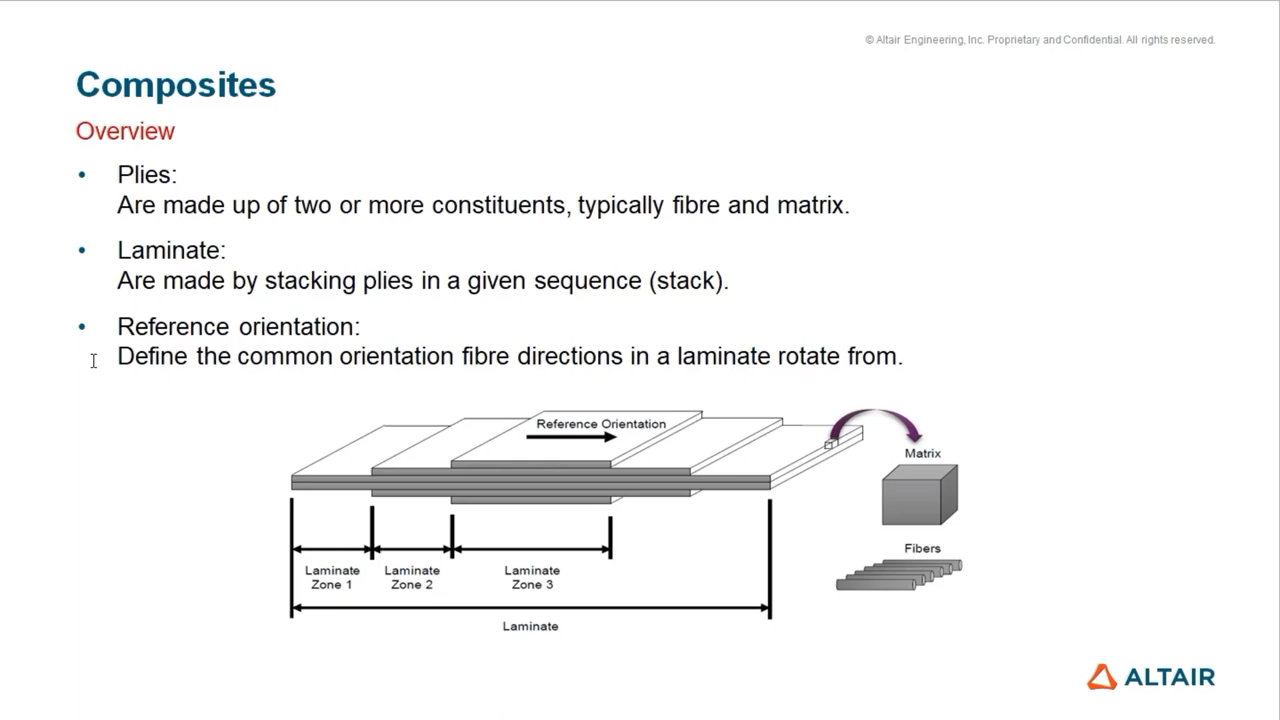 © Altair Engineering, Inc. Proprietary and Confidential. All rights reserved.
Composites
Overview
• Plies:
Are made up of two or more constituents, typically fibre and matrix.
• Laminate:
Are made by stacking plies in a given sequence (stack).
• Reference orientation:
Define the common orientation fibre directions in a laminate rotate from.
Reference Orientation
Matrix
Fibers
Laminate
Zone 1
Laminate
Zone 2
Laminate
Zone 3
Laminate
ALTAIR